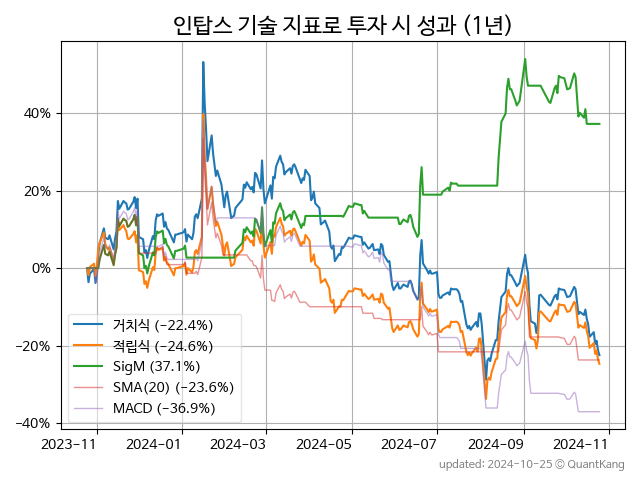 인탑스 기술 지표로 투자 시 성과 (1년)
40%
20%
0%
−20%
−40%
거치식 (−22.4%)
적립식 (−24.6%)
SigM (37.1%)
SMA(20) (−23.6%)
MACD (−36.9%)
2023−11 2024−01 2024−03 2024−05 2024−07 2024−09 2024−11
updated: 2024-10-25 © QuantKang